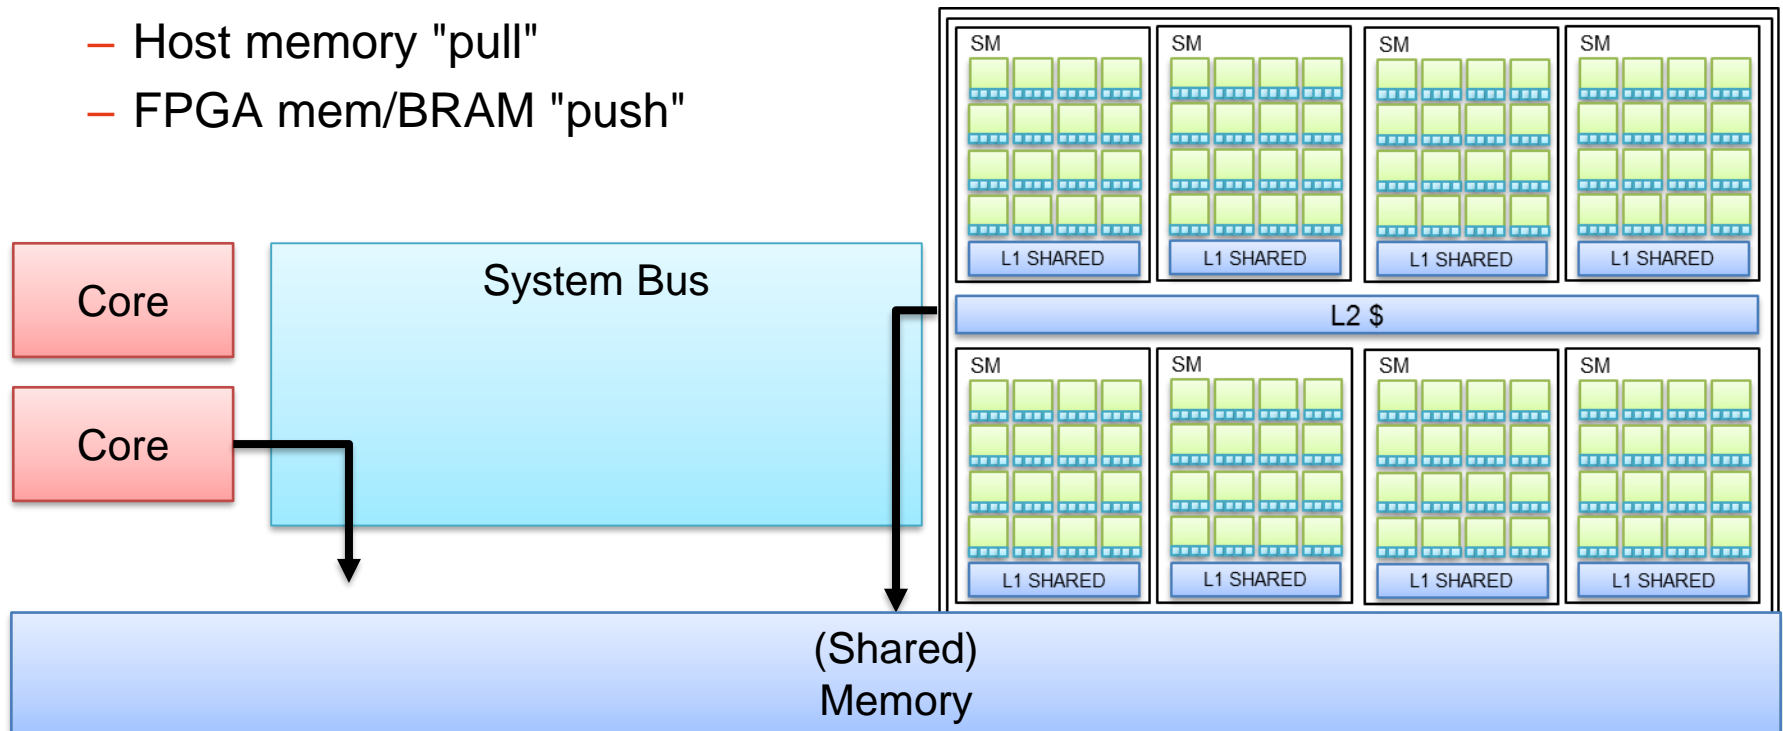 – Host memory "pull"
– FPGA mem/BRAM "push"
SM
SM
SM
SM
L1 SHARED
L1 SHARED
L1 SHARED
L1 SHARED
Core
System Bus
L2 $
Core
SM
SM
SM
SM
L1 SHARED
L1 SHARED
L1 SHARED
L1 SHARED
(Shared)
Memory